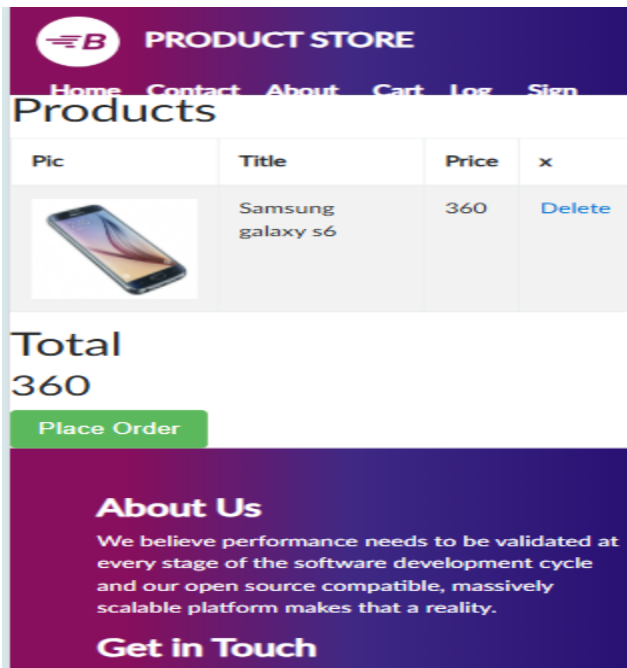 B PRODUCT STORE
Home Contact About Cart Log Sign
Products
Pic Title Price x
Samsung 360 Delete
galaxy s6
Total
360
Place Order
About Us
We believe performance needs to be validated at
every stage of the software development cycle
and our open source compatible, massively
scalable platform makes that a reality.
Get in Touch